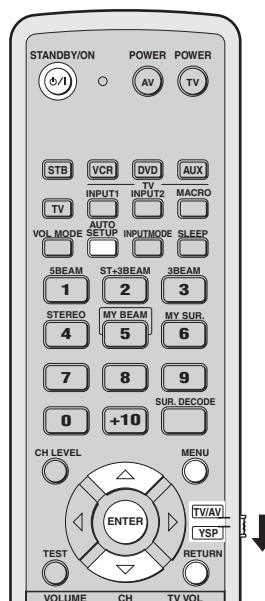 STANDBY/ON POWER POWER
AV TV
STB VCR DVD AUX
TV
INPUT1 INPUT2 MACRO
TV
AUTO
VOL MODE SETUP INPUTMODE SLEEP
5BEAM ST+3BEAM 3BEAM
1 2 3
STEREO MY BEAM MY SUR.
4 5 6
7 8 9
SUR. DECODE
0 +10
CH LEVEL MENU
TV/AV
ENTER
YSP
TEST RETURN
VOLUME CH TV VOL